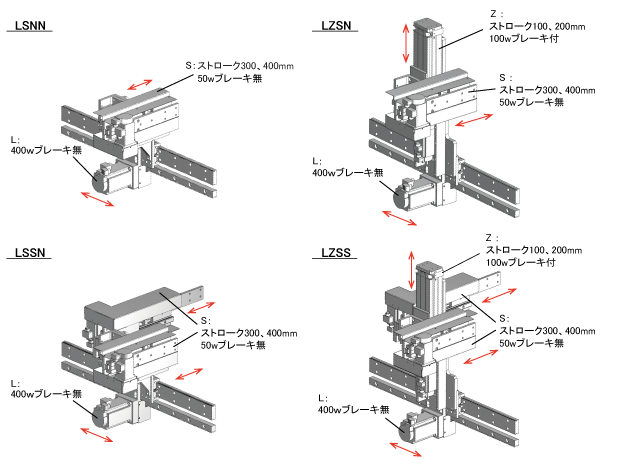 LSNN
S：ストローク300、400mm
50wブレーキ無
L：
400wブレーキ無
LZSN
Z：
ストローク100、200mm
100wブレーキ付
S：
ストローク300、400mm
50wブレーキ無
L：
400wブレーキ無
LSSN
S：
ストローク300、400mm
50wブレーキ無
L：
400wブレーキ無
LZSS
Z：
ストローク100、200mm
100wブレーキ付
S：
ストローク300、400mm
50wブレーキ無
L：
400wブレーキ無